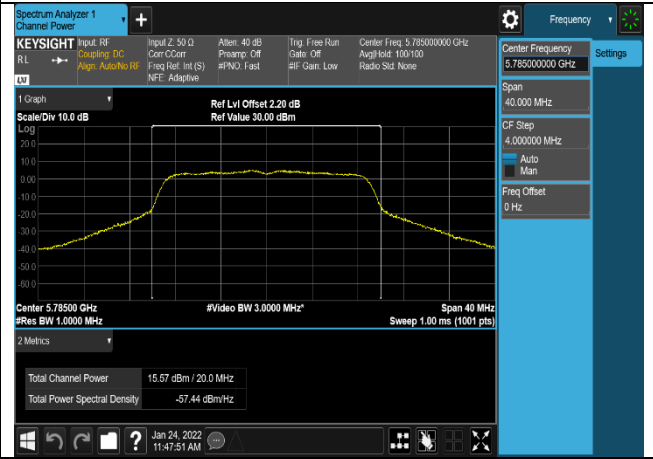 Spectrum Analyzer 1
Channel Power
+
Frequency
KEYSIGHT
RL
LXI
Input: RF
Coupling: DC
Align: Auto/No RF
Input Z: 50 Ω
Corr CCorr
Freq Ref: Int (S)
NFE: Adaptive
Atten: 40 dB
Preamp: Off
#PNO: Fast
Trig: Free Run
Gate: Off
#IF Gain: Low
Center Freq: 5.785000000 GHz
Avg|Hold: 100/100
Radio Std: None
Center Frequency
5.785000000 GHz
Settings
Span
40.000 MHz
CF Step
4.000000 MHz
Auto
Man
Freq Offset
0 Hz
1 Graph
Scale/Div 10.0 dB
Ref Lvl Offset 2.20 dB
Ref Value 30.00 dBm
Log
20.0
10.0
0.00
-10.0
-20.0
-30.0
-40.0
-50.0
-60.0
Center 5.78500 GHz
#Video BW 3.0000 MHz*
Span 40 MHz
#Res BW 1.0000 MHz
Sweep 1.00 ms (1001 pts)
2 Metrics
Total Channel Power 15.57 dBm / 20.0 MHz
Total Power Spectral Density -57.44 dBm/Hz
?
Jan 24, 2022
11:47:51 AM